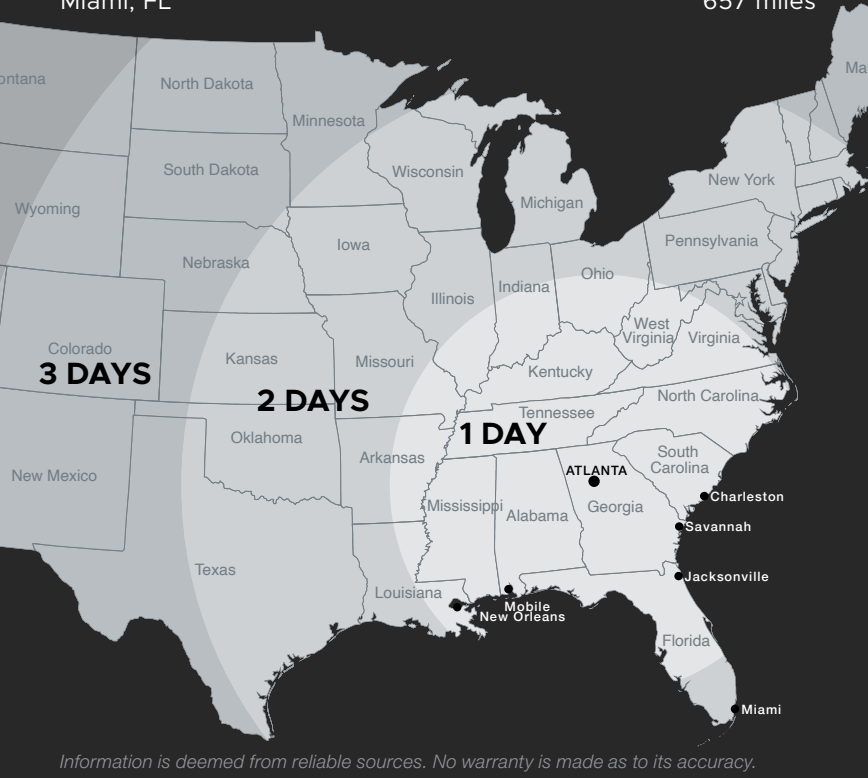 Miami, FL
657 miles
ontana
North Dakota
Minnesota
Ma
South Dakota
Wisconsin
Michigan
New York
Wyoming
Nebraska
Iowa
Pennsylvania
Illinois
Indiana
Ohio
Colorado
3 DAYS
Kansas
Missouri
West
Virginia
Virginia
Kentucky
2 DAYS
North Carolina
Tennessee
1 DAY
Oklahoma
Arkansas
South
Carolina
New Mexico
ATLANTA
Charleston
Mississippi
Alabama
Georgia
Savannah
Texas
Jacksonville
Louisiana
Mobile
New Orleans
Florida
Miami
Information is deemed from reliable sources. No warranty is made as to its accuracy.